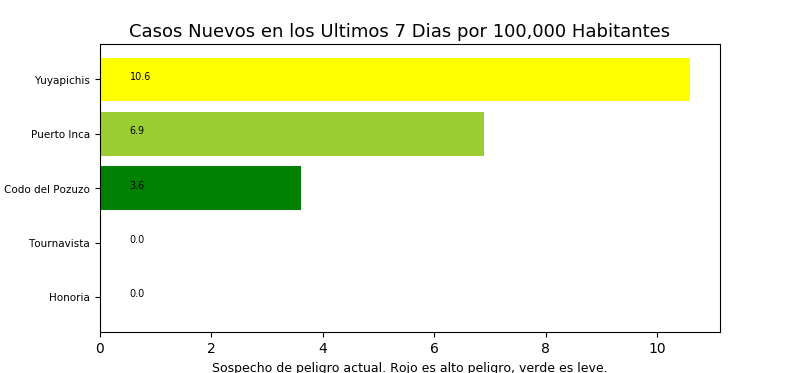 Casos Nuevos en los Ultimos 7 Dias por 100,000 Habitantes
Yuyapichis 10.6
Puerto Inca 6.9
Codo del Pozuzo 3.6
Tournavista 0.0
Honoria 0.0
0 2 4 6 8 10
Sospecho de peligro actual. Rojo es alto peligro, verde es leve.